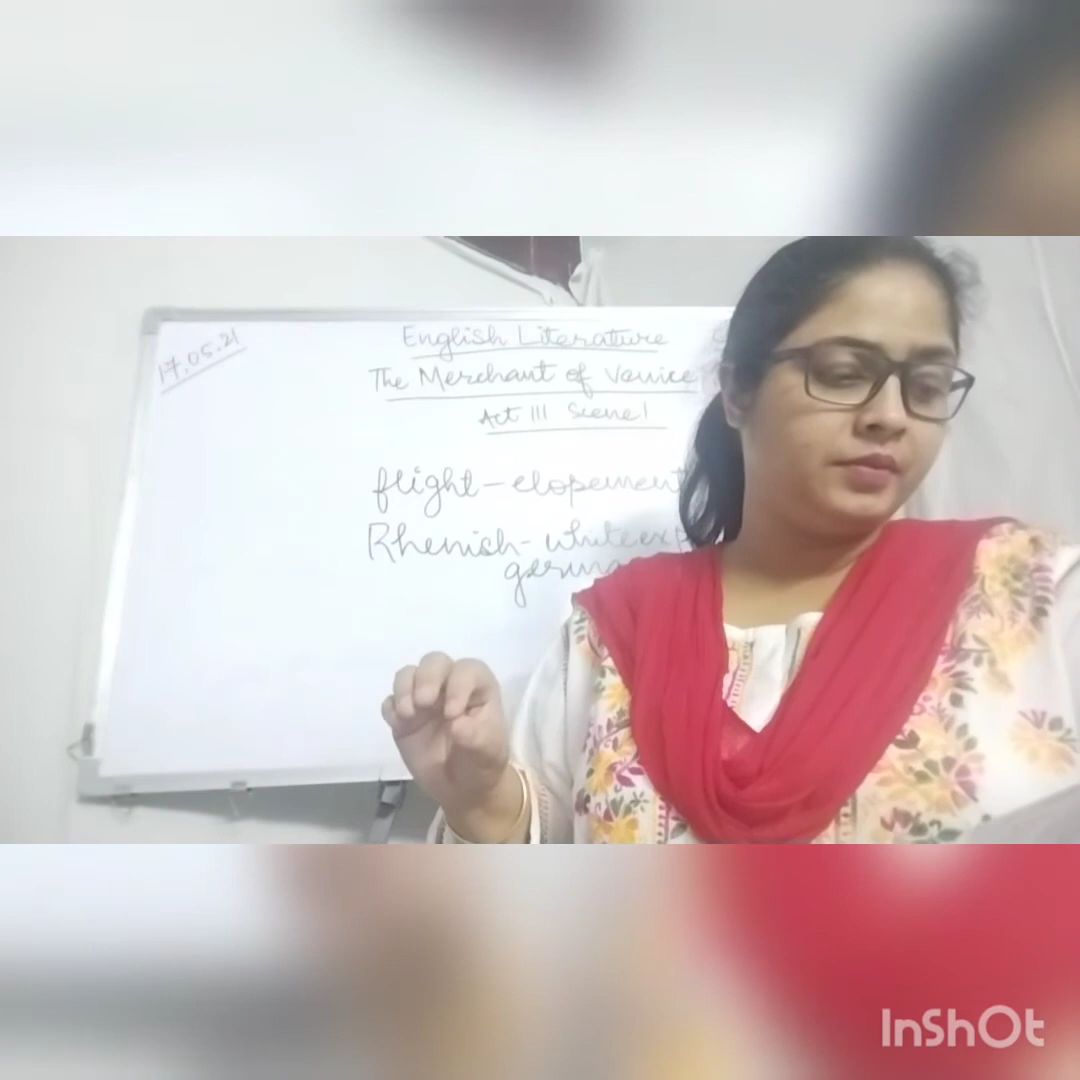 17.05.21
English Literature
The Merchant of Venice
Act III Scene I
flight - elopement
Rhenish - white
InShOt